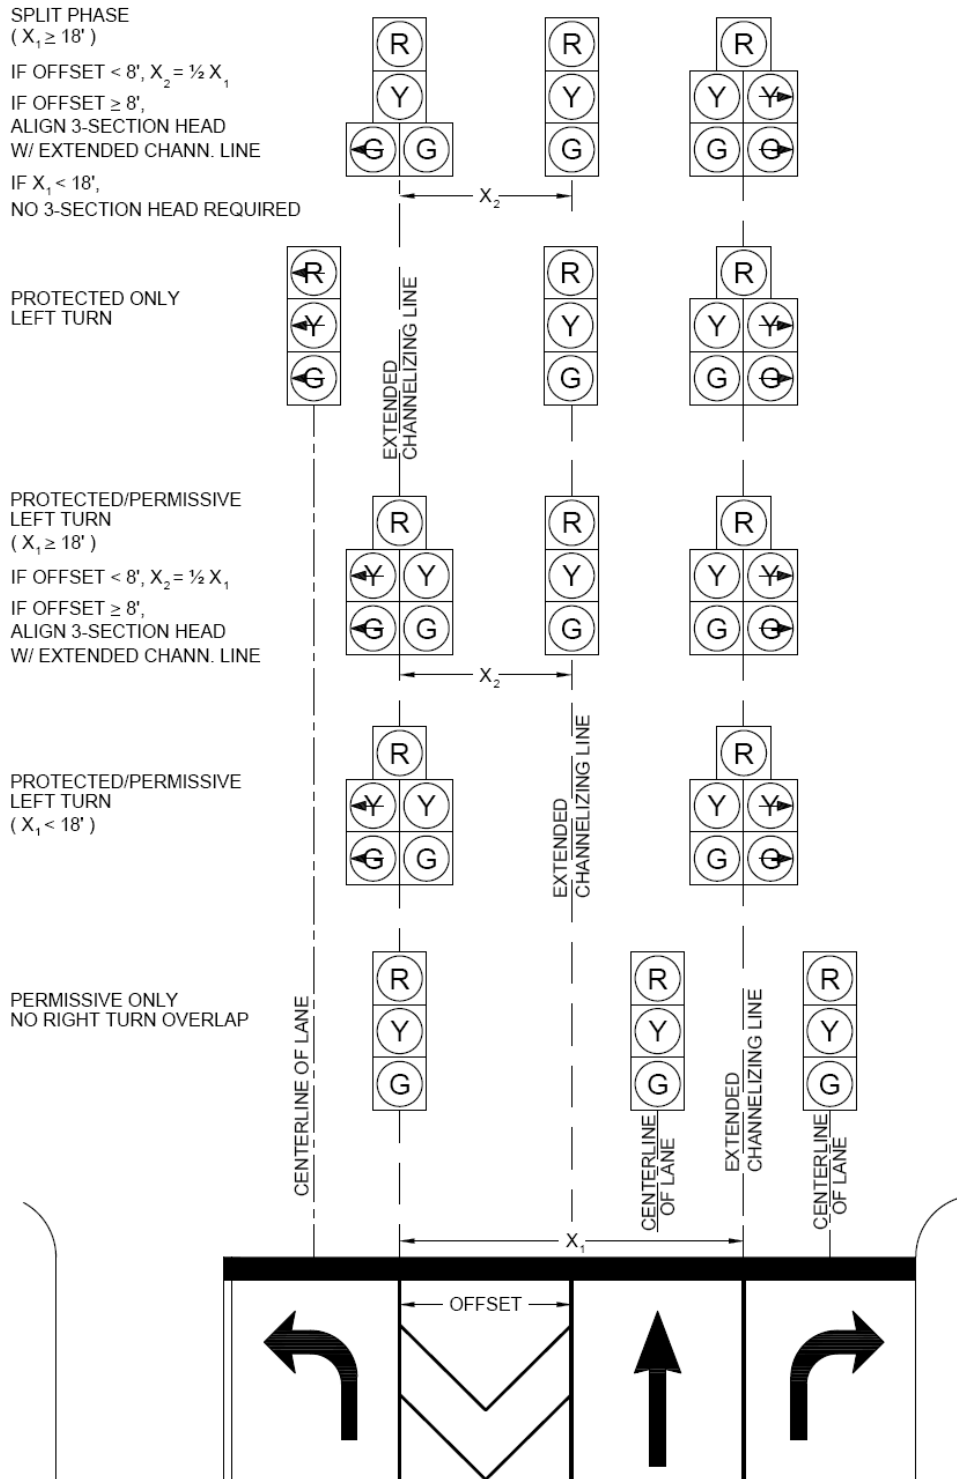 SPLIT PHASE
( X₁ ≥ 18' )
IF OFFSET < 8', X₂ = ½ X₁
IF OFFSET ≥ 8',
ALIGN 3-SECTION HEAD
W/ EXTENDED CHANN. LINE
IF X₁ < 18',
NO 3-SECTION HEAD REQUIRED
R R R
Y Y Y Y
G G G G G
X₂
PROTECTED ONLY
LEFT TURN
R R R
Y Y Y Y
G G G G
EXTENDED
CHANNELIZING LINE
PROTECTED/PERMISSIVE
LEFT TURN
( X₁ ≥ 18' )
IF OFFSET < 8', X₂ = ½ X₁
IF OFFSET ≥ 8',
ALIGN 3-SECTION HEAD
W/ EXTENDED CHANN. LINE
R R R
Y Y Y Y Y
G G G G G
X₂
PROTECTED/PERMISSIVE
LEFT TURN
( X₁ < 18' )
R R
Y Y Y Y
G G G G
EXTENDED
CHANNELIZING LINE
PERMISSIVE ONLY
NO RIGHT TURN OVERLAP
R R R
Y Y Y
G G G
CENTERLINE OF LANE
CENTERLINE
OF LANE
EXTENDED
CHANNELIZING LINE
CENTERLINE
OF LANE
X₁
OFFSET